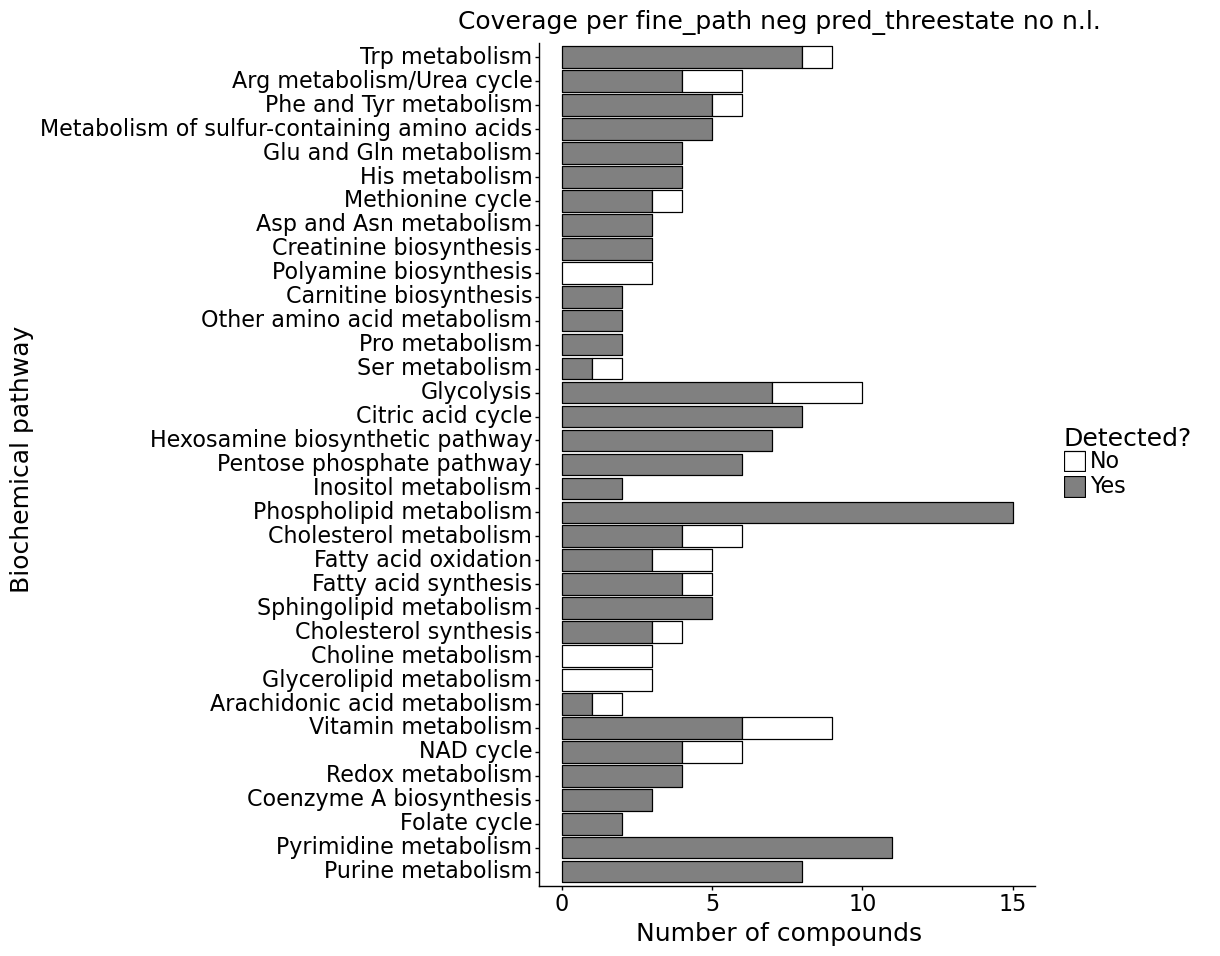 Coverage per fine_path neg pred_threestate no n.l.
Biochemical pathway
Trp metabolism
Arg metabolism/Urea cycle
Phe and Tyr metabolism
Metabolism of sulfur-containing amino acids
Glu and Gln metabolism
His metabolism
Methionine cycle
Asp and Asn metabolism
Creatinine biosynthesis
Polyamine biosynthesis
Carnitine biosynthesis
Other amino acid metabolism
Pro metabolism
Ser metabolism
Glycolysis
Citric acid cycle
Hexosamine biosynthetic pathway
Pentose phosphate pathway
Inositol metabolism
Phospholipid metabolism
Cholesterol metabolism
Fatty acid oxidation
Fatty acid synthesis
Sphingolipid metabolism
Cholesterol synthesis
Choline metabolism
Glycerolipid metabolism
Arachidonic acid metabolism
Vitamin metabolism
NAD cycle
Redox metabolism
Coenzyme A biosynthesis
Folate cycle
Pyrimidine metabolism
Purine metabolism
0 5 10 15
Number of compounds
Detected?
No
Yes